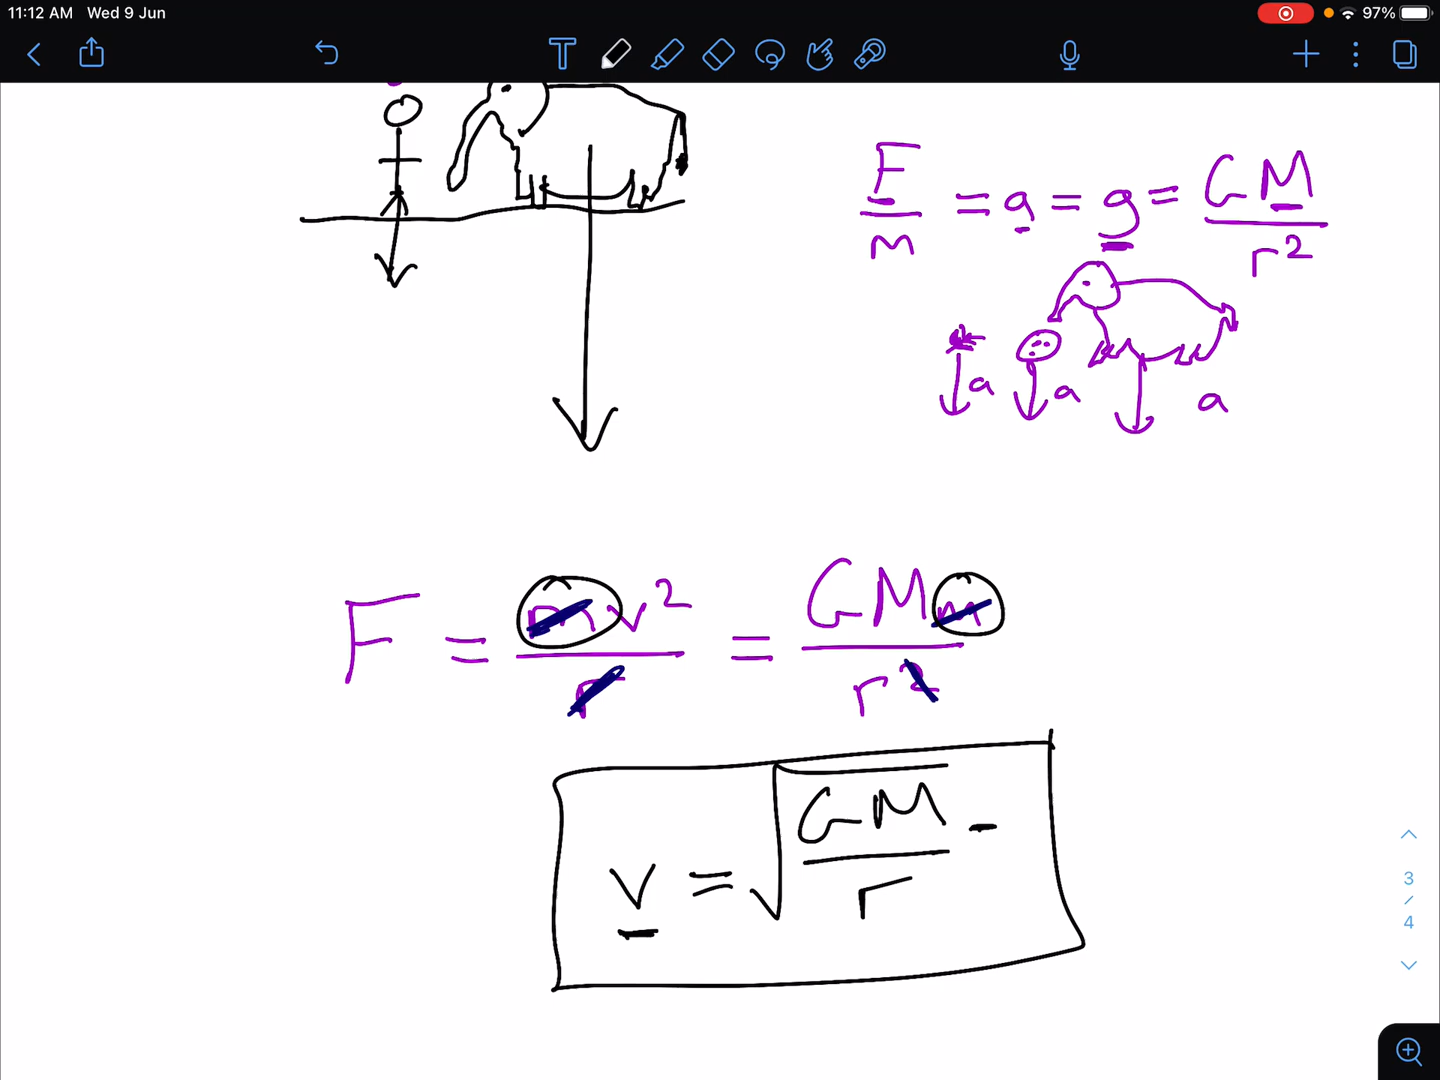 11:12 AM Wed 9 Jun 97%
F/m = a = g = GM/r²
a a a
F = mv²/r = GMm/r²
v = √(GM/r)
3
/
4